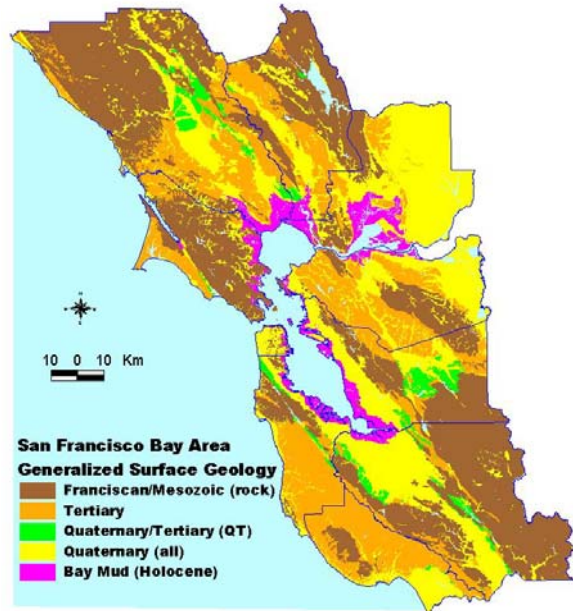 10 0 10 Km
San Francisco Bay Area
Generalized Surface Geology
Franciscan/Mesozoic (rock)
Tertiary
Quaternary/Tertiary (QT)
Quaternary (all)
Bay Mud (Holocene)